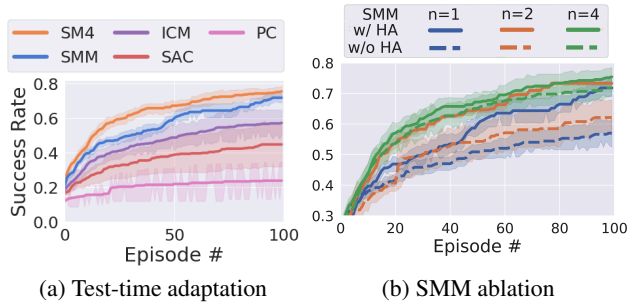 SM4 ICM PC
SMM SAC
Success Rate
0.8
0.6
0.4
0.2
0.0
0 50 100
Episode #
(a) Test-time adaptation
SMM n=1 n=2 n=4
w/ HA
w/o HA
0.8
0.7
0.6
0.5
0.4
0.3
0 20 40 60 80 100
Episode #
(b) SMM ablation